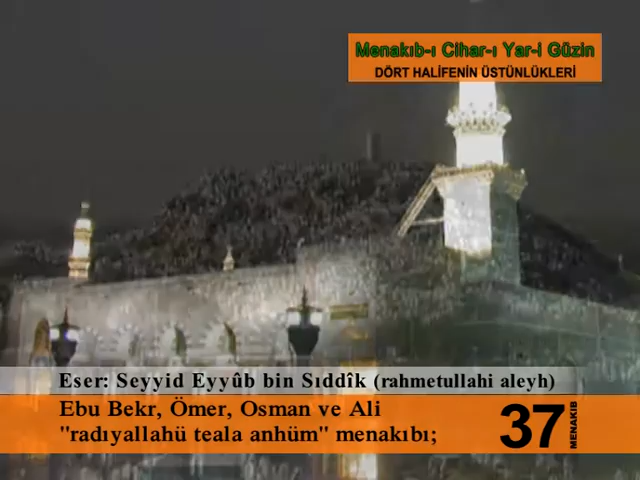 Menakıb-ı Cihar-ı Yar-i Güzin
DÖRT HALİFENİN ÜSTÜNLÜKLERİ
Eser: Seyyid Eyyûb bin Sıddîk (rahmetullahi aleyh)
Ebu Bekr, Ömer, Osman ve Ali
"radıyallahü teala anhüm" menakıbı;
37
MENAKIB